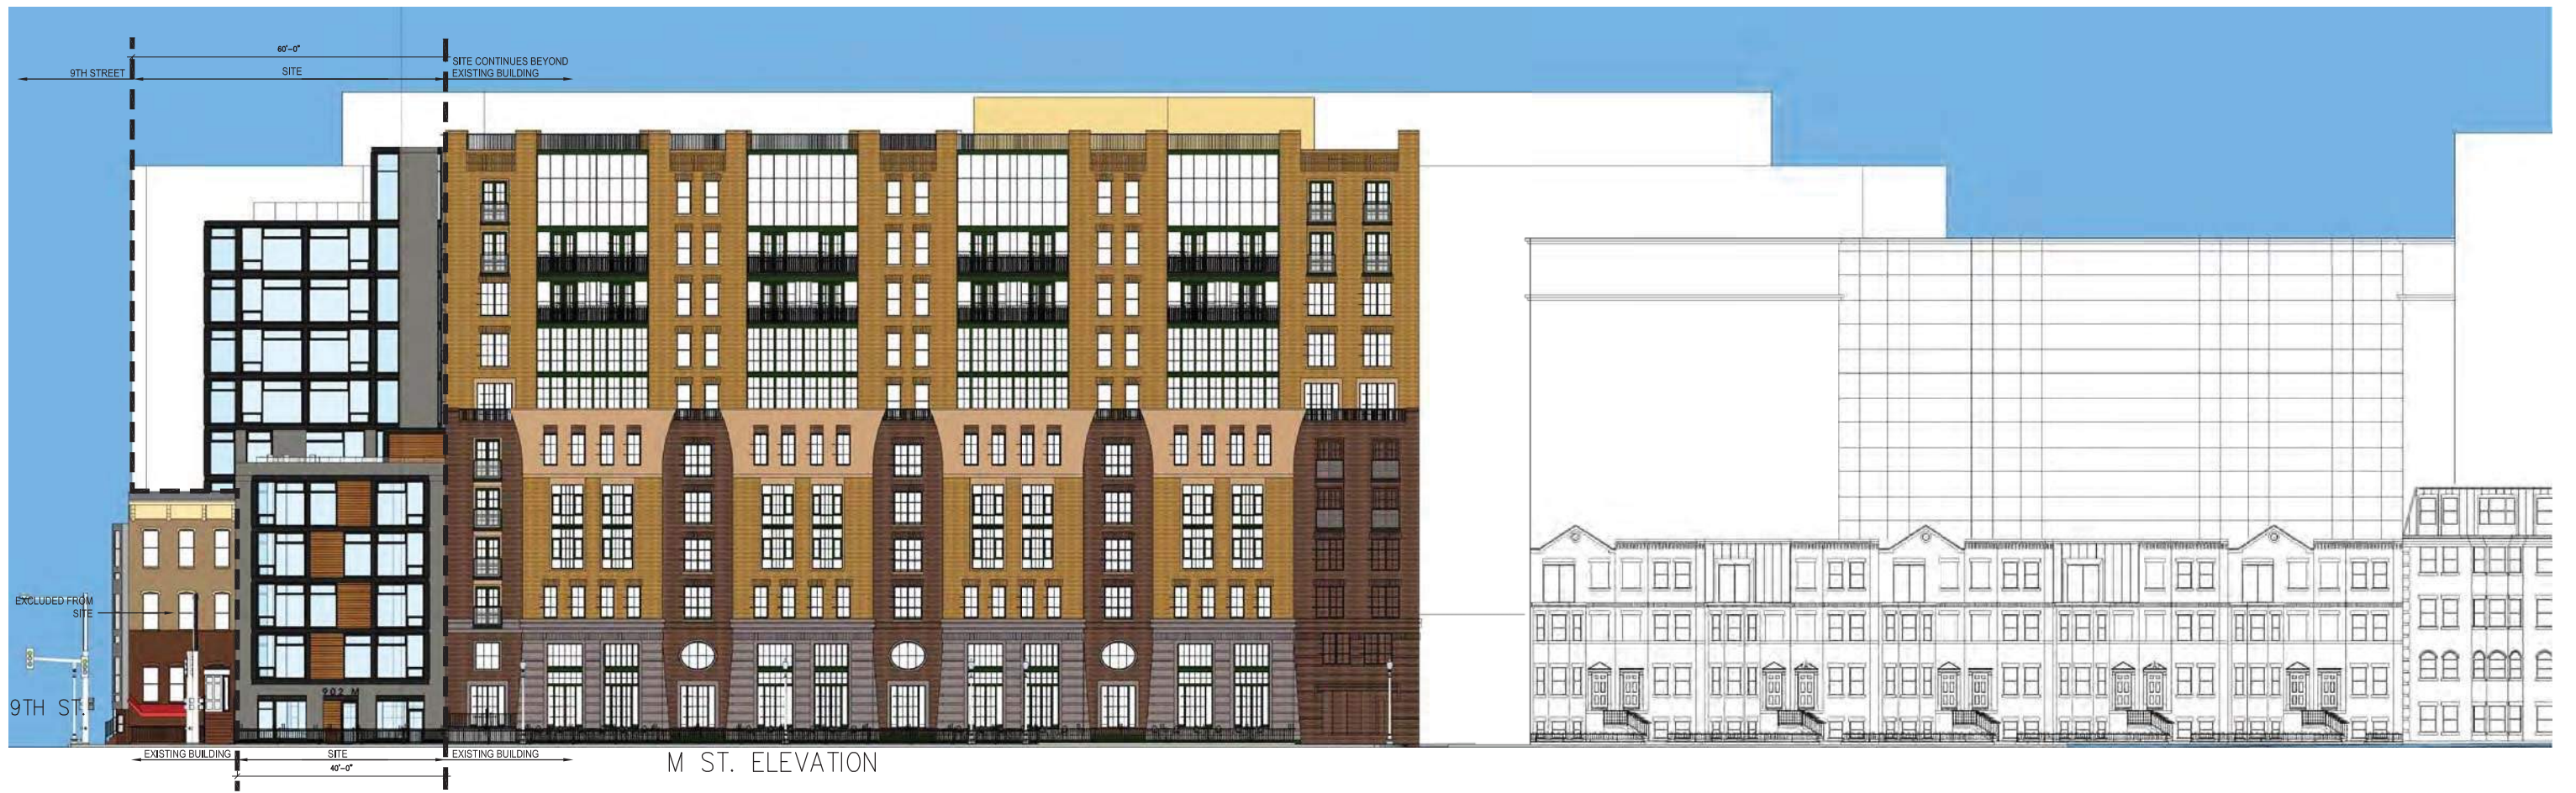 60'-0"
SITE CONTINUES BEYOND
9TH STREET
SITE
EXISTING BUILDING
EXCLUDED FROM
SITE
902 M
9TH ST.
EXISTING BUILDING
SITE
EXISTING BUILDING
40'-0"
M ST. ELEVATION